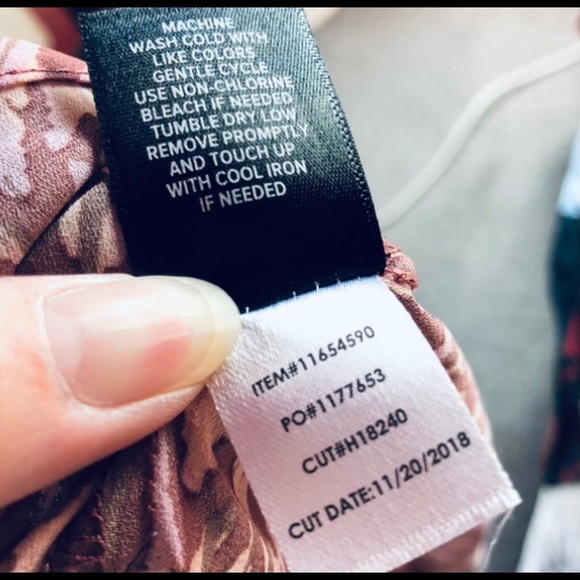 MACHINE
WASH COLD WITH
LIKE COLORS
GENTLE CYCLE
USE NON-CHLORINE
BLEACH IF NEEDED
TUMBLE DRY LOW
REMOVE PROMPTLY
AND TOUCH UP
WITH COOL IRON
IF NEEDED
ITEM#11654590
PO#1177653
CUT#H18240
CUT DATE:11/20/2018